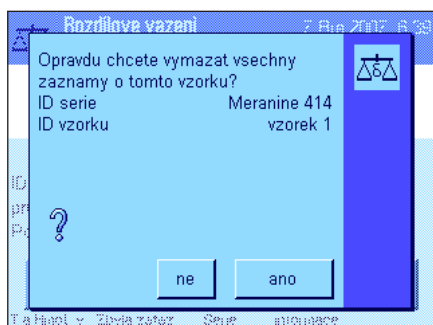 Rozdilove vazeni
Opravdu chcete vymazat vsechny
zaznamy o tomto vzorku?
ID serie Meranine 414
ID vzorku vzorek 1
ID
ne ano